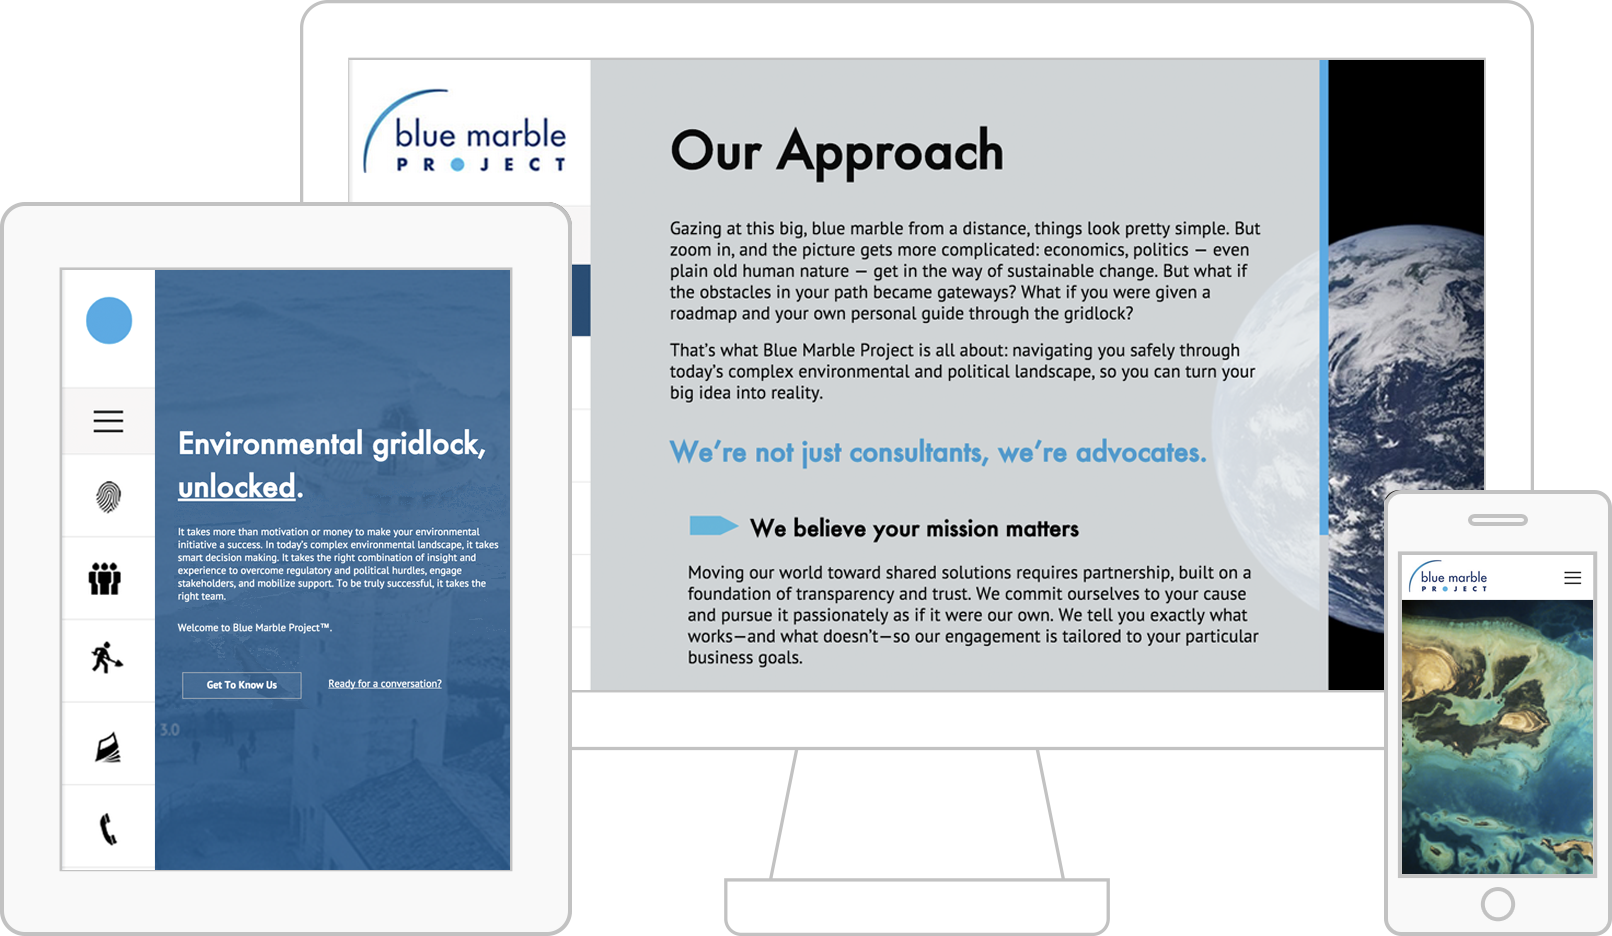 blue marble
PROJECT
Our Approach
Gazing at this big, blue marble from a distance, things look pretty simple. But
zoom in, and the picture gets more complicated: economics, politics — even
plain old human nature — get in the way of sustainable change. But what if
the obstacles in your path became gateways? What if you were given a
roadmap and your own personal guide through the gridlock?
That’s what Blue Marble Project is all about: navigating you safely through
today’s complex environmental and political landscape, so you can turn your
big idea into reality.
We’re not just consultants, we’re advocates.
We believe your mission matters
Moving our world toward shared solutions requires partnership, built on a
foundation of transparency and trust. We commit ourselves to your cause
and pursue it passionately as if it were our own. We tell you exactly what
works—and what doesn’t—so our engagement is tailored to your particular
business goals.
Environmental gridlock,
unlocked.
It takes more than motivation or money to make your environmental
initiative a success. In today’s complex environmental landscape, it takes
smart decision making. It takes the right combination of insight and
experience to overcome regulatory and political hurdles, engage
stakeholders, and mobilize support. To be truly successful, it takes the
right team.
Welcome to Blue Marble Project™.
Get To Know Us
Ready for a conversation?
3.0
blue marble
PROJECT